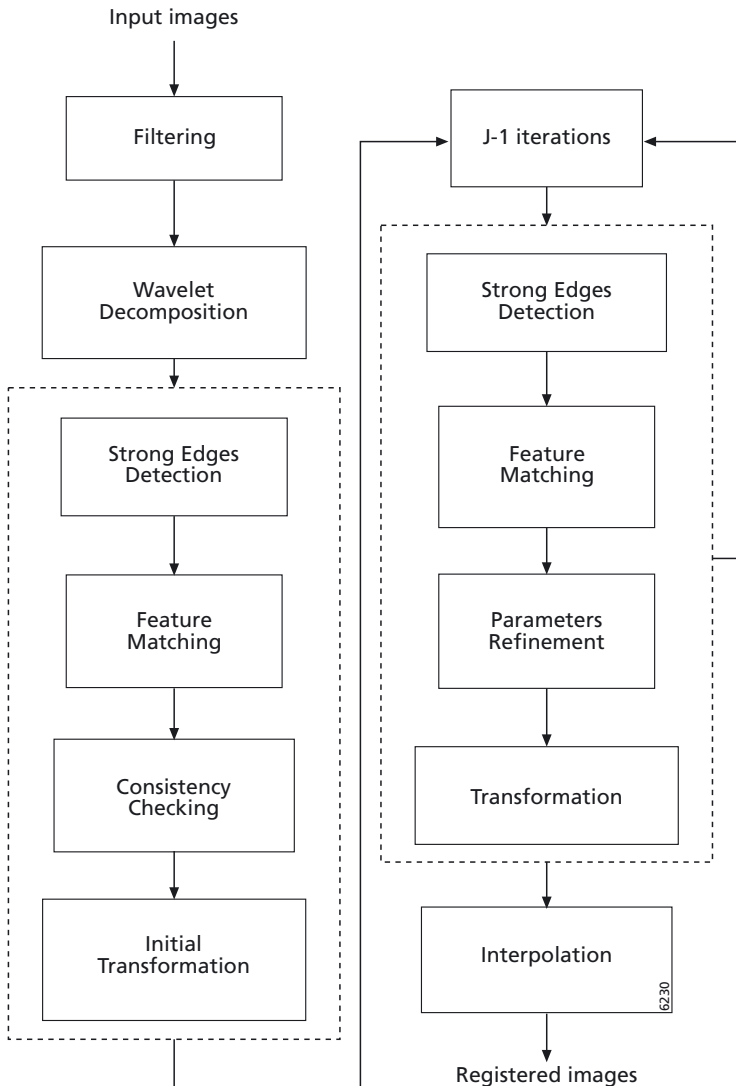 Input images
Filtering
Wavelet
Decomposition
Strong Edges
Detection
Feature
Matching
Consistency
Checking
Initial
Transformation
J-1 iterations
Strong Edges
Detection
Feature
Matching
Parameters
Refinement
Transformation
Interpolation
6230
Registered images